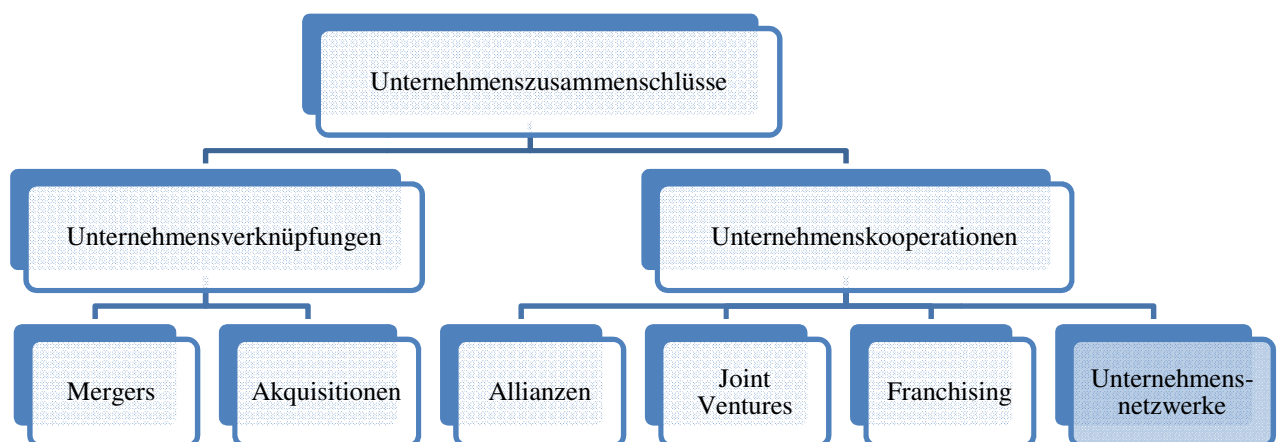 Unternehmenszusammenschlüsse
Unternehmensverknüpfungen
Unternehmenskooperationen
Mergers
Akquisitionen
Allianzen
Joint
Ventures
Franchising
Unternehmens-
netzwerke